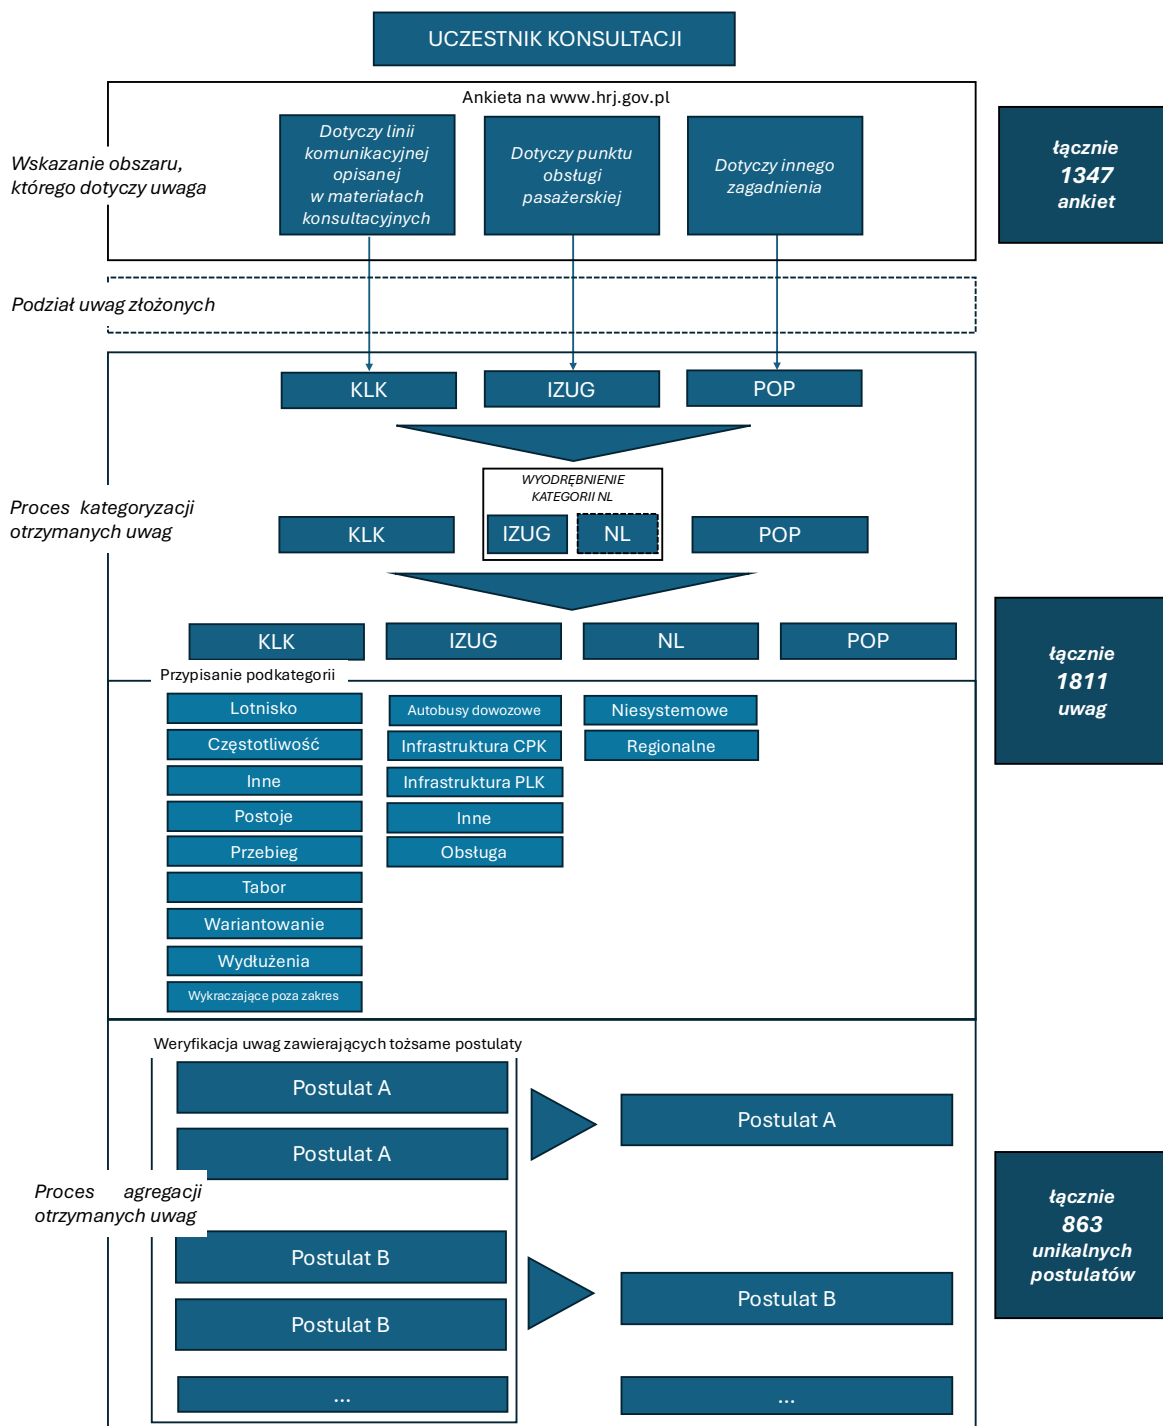 UCZESTNIK KONSULTACJI
Ankieta na www.hrj.gov.pl
Wskazanie obszaru,
którego dotyczy uwaga
Dotyczy linii
komunikacyjnej
opisanej
w materiałach
konsultacyjnych
Dotyczy punktu
obsługi
pasażerskiej
Dotyczy innego
zagadnienia
łącznie
1347
ankiet
Podział uwag złożonych
KLK
IZUG
POP
Proces kategoryzacji
otrzymanych uwag
WYODRĘBNIENIE
KATEGORII NL
KLK
IZUG
NL
POP
KLK
IZUG
NL
POP
łącznie
1811
uwag
Przypisanie podkategorii
Lotnisko
Częstotliwość
Inne
Postoje
Przebieg
Tabor
Wariantowanie
Wydłużenia
Wykraczające poza zakres
Autobusy dowozowe
Infrastruktura CPK
Infrastruktura PLK
Inne
Obsługa
Niesystemowe
Regionalne
Weryfikacja uwag zawierających tożsame postulaty
Proces agregacji
otrzymanych uwag
Postulat A
Postulat A
Postulat A
Postulat B
Postulat B
Postulat B
...
...
łącznie
863
unikalnych
postulatów